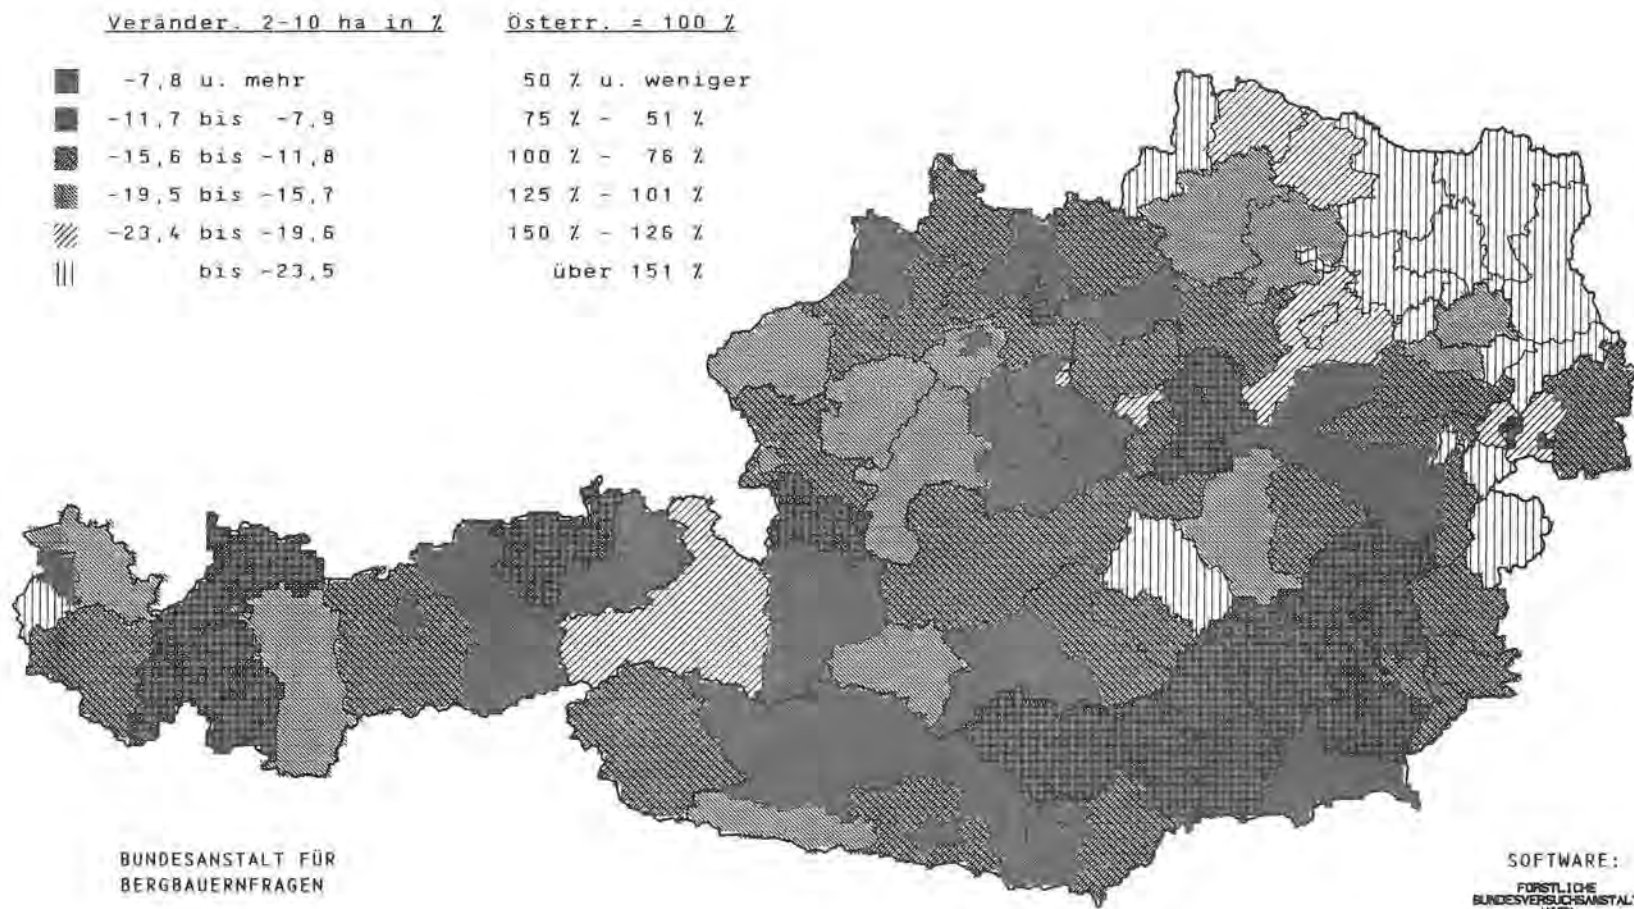 Veränder. 2-10 ha in % Österr. = 100 %
-7,8 u. mehr 50 % u. weniger
-11,7 bis -7,9 75 % - 51 %
-15,6 bis -11,8 100 % - 76 %
-19,5 bis -15,7 125 % - 101 %
-23,4 bis -19,6 150 % - 126 %
bis -23,5 über 151 %
BUNDESANSTALT FÜR
BERGBAUERNFRAGEN
SOFTWARE:
FORSTLICHE
BUNDESVERSUCHSANSTALT